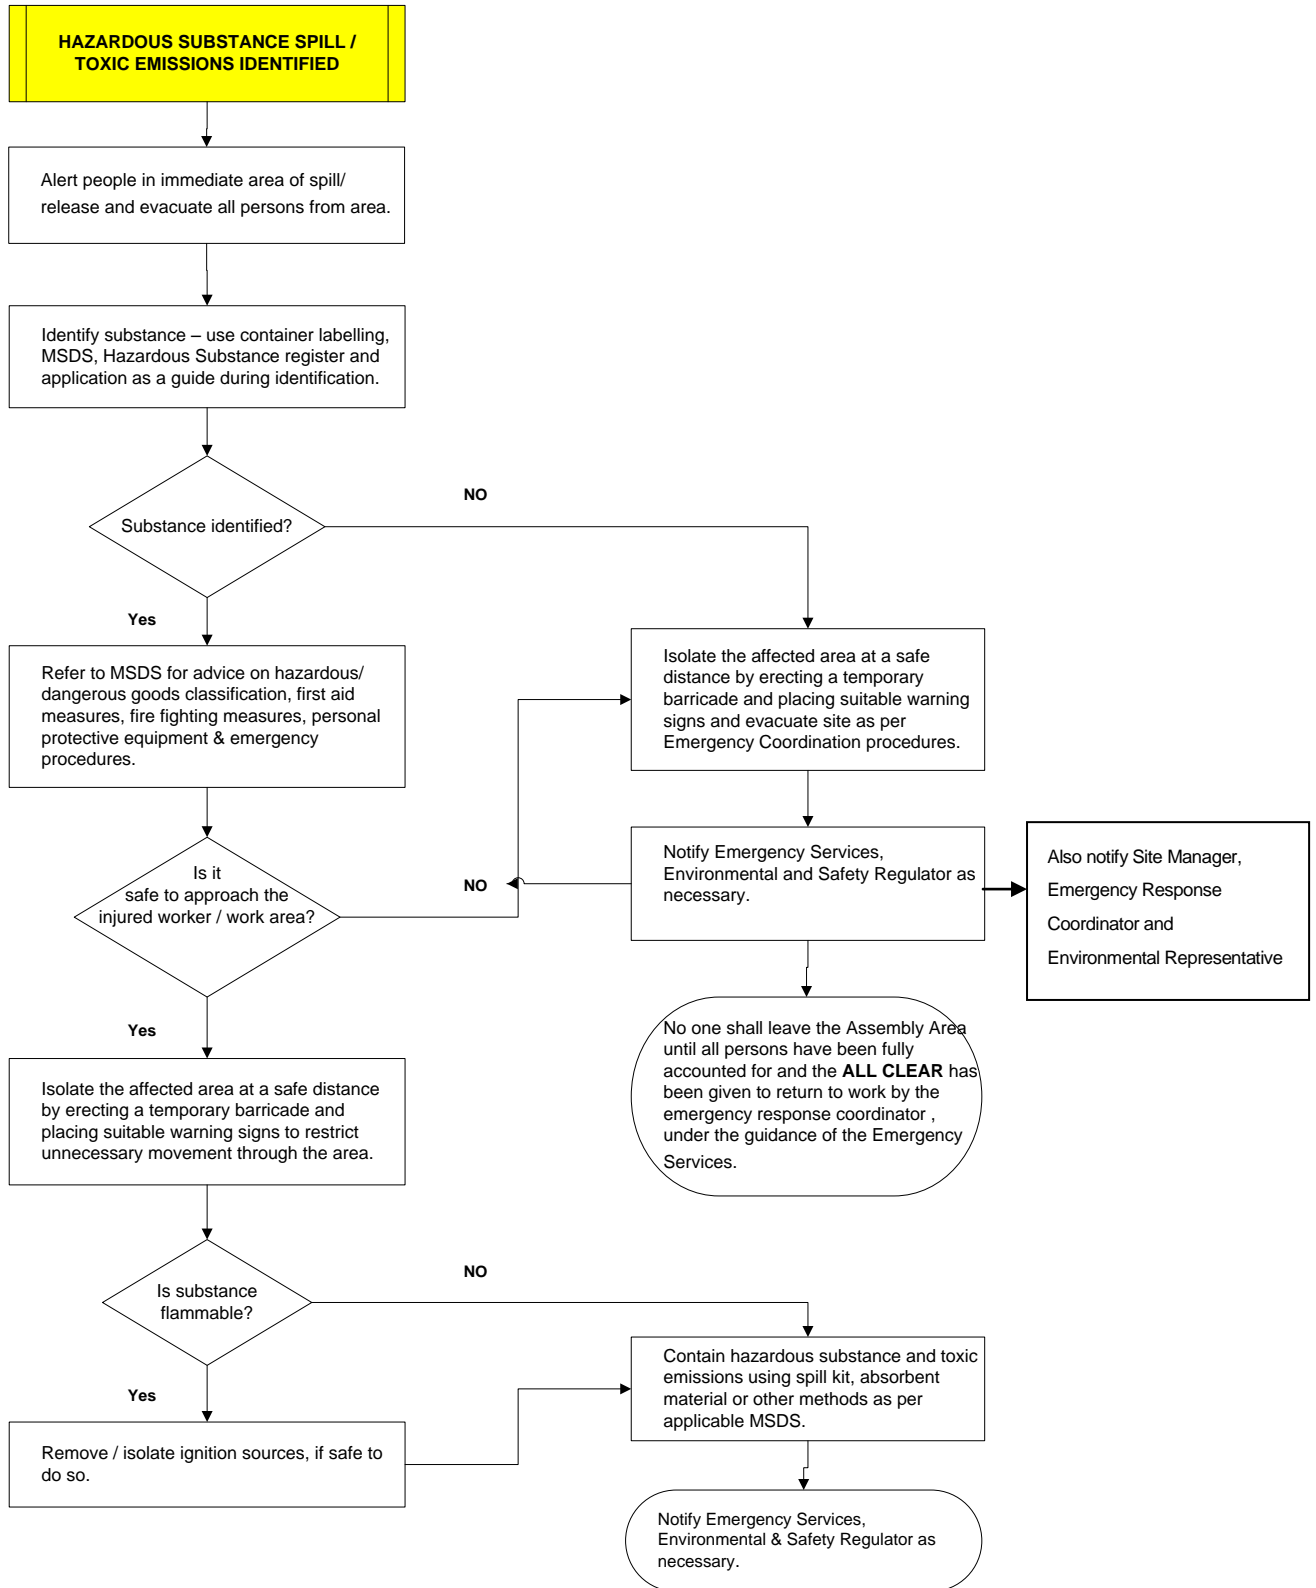 HAZARDOUS SUBSTANCE SPILL /
TOXIC EMISSIONS IDENTIFIED
Alert people in immediate area of spill/
release and evacuate all persons from area.
Identify substance – use container labelling,
MSDS, Hazardous Substance register and
application as a guide during identification.
Substance identified?
NO
Yes
Refer to MSDS for advice on hazardous/
dangerous goods classification, first aid
measures, fire fighting measures, personal
protective equipment & emergency
procedures.
Isolate the affected area at a safe
distance by erecting a temporary
barricade and placing suitable warning
signs and evacuate site as per
Emergency Coordination procedures.
Is it
safe to approach the
injured worker / work area?
NO
Notify Emergency Services,
Environmental and Safety Regulator as
necessary.
Also notify Site Manager,
Emergency Response
Coordinator and
Environmental Representative
Yes
No one shall leave the Assembly Area
until all persons have been fully
accounted for and the ALL CLEAR has
been given to return to work by the
emergency response coordinator ,
under the guidance of the Emergency
Services.
Isolate the affected area at a safe distance
by erecting a temporary barricade and
placing suitable warning signs to restrict
unnecessary movement through the area.
Is substance
flammable?
NO
Yes
Contain hazardous substance and toxic
emissions using spill kit, absorbent
material or other methods as per
applicable MSDS.
Remove / isolate ignition sources, if safe to
do so.
Notify Emergency Services,
Environmental & Safety Regulator as
necessary.